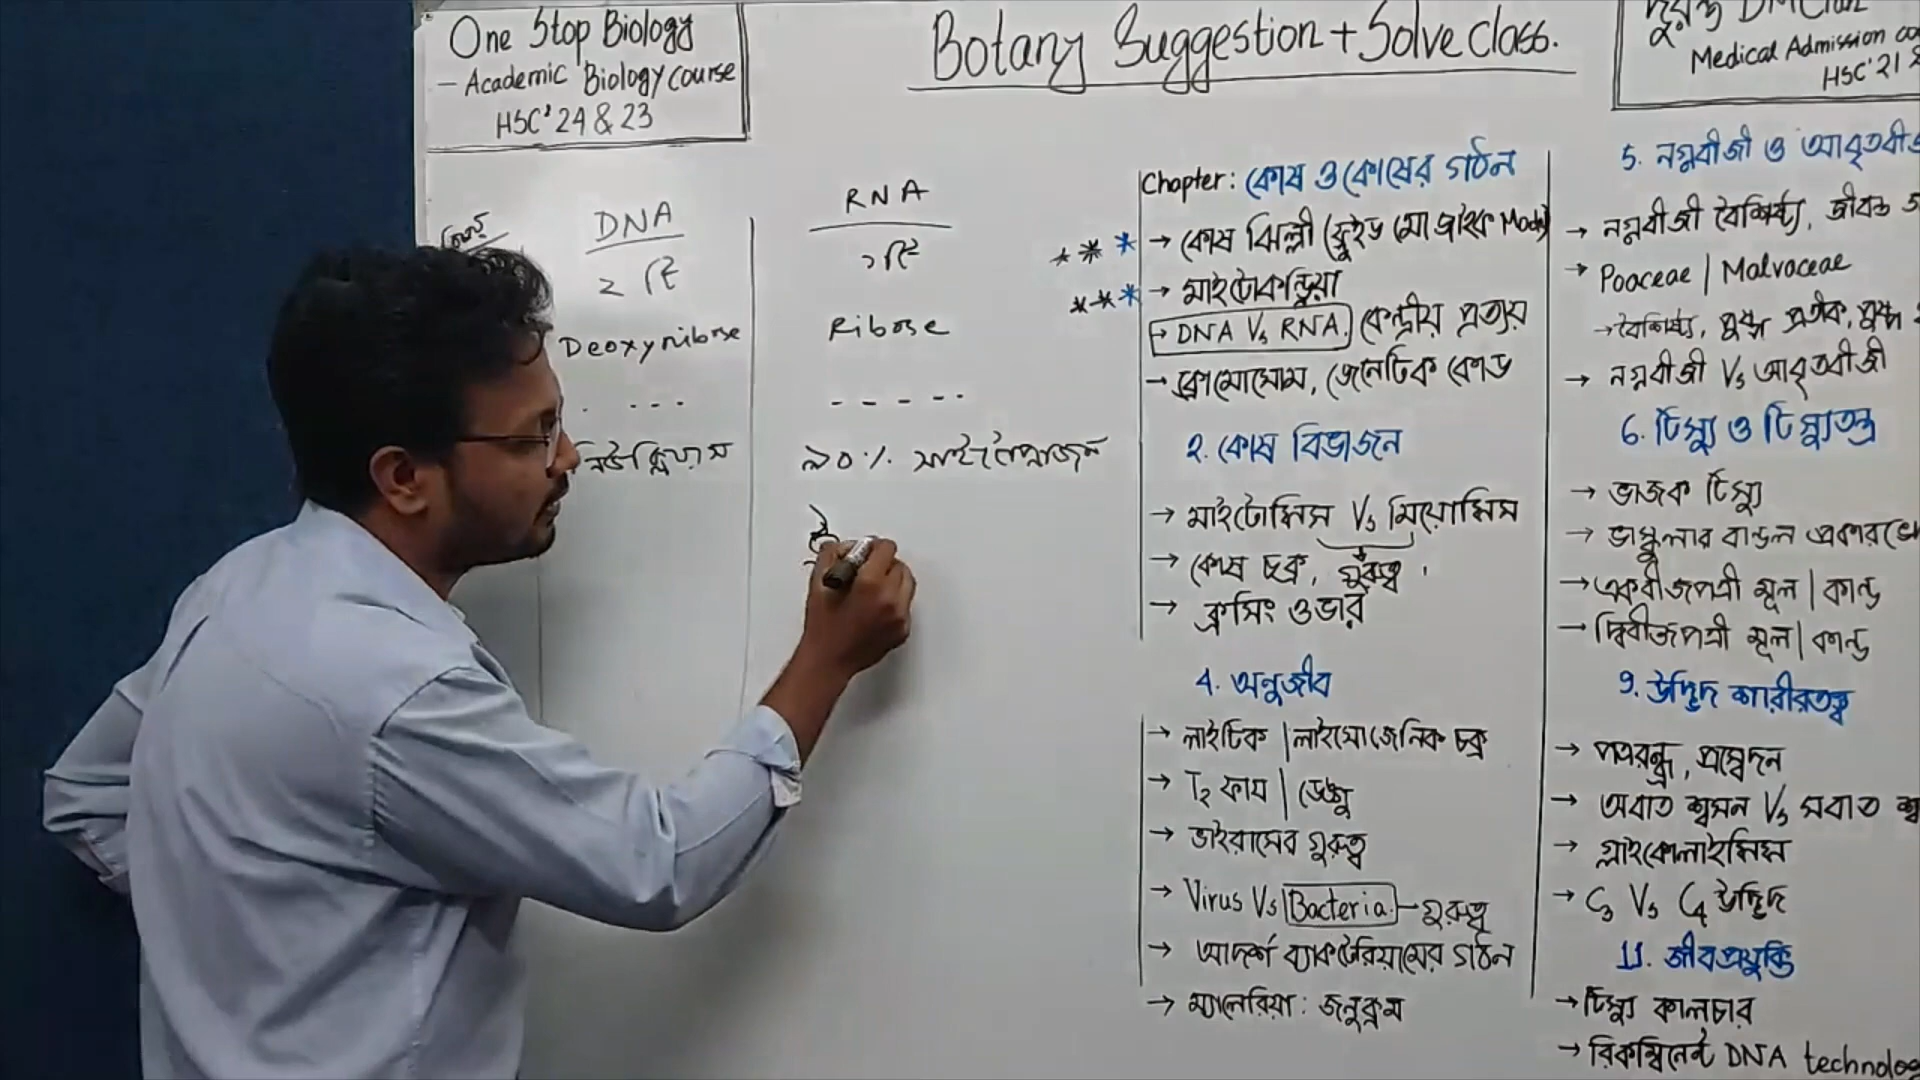 One Stop Biology
- Academic Biology course
HSC'24 & 23
Botany Suggestion + Solve class.
Medical Admission co
HSC'21 &
DNA
RNA
2 টি
১টি
Deoxyribose
Ribose
. - - -
- - - - -
নিউক্লিয়াস
৯০% সাইটোপ্লাজম
Chapter: কোষ ও কোষের গঠন
*** → কোষ ঝিল্লী (ফ্লুইড মোজাইক Model)
*** → মাইটোকন্ড্রিয়া
→ DNA Vs RNA. কেন্দ্রীয় প্রত্যয়
→ ক্রোমোসোম, জেনেটিক কোড
২. কোষ বিভাজন
→ মাইটোসিস Vs মিয়োসিস
→ কোষ চক্র, গুরুত্ব
→ ক্রসিং ওভার
4. অনুজীব
→ লাইটিক | লাইসোজেনিক চক্র
→ T2 ফায | ডেঙ্গু
→ ভাইরাসের গুরুত্ব
→ Virus Vs Bacteria. - গুরুত্ব
→ আদর্শ ব্যাকটেরিয়ামের গঠন
→ ম্যালেরিয়া: জনুক্রম
5. নগ্নবীজী ও আবৃতবী
→ নগ্নবীজী বৈশিষ্ট্য, জীবন্ত জ
→ Poaceae | Malvaceae
→ বৈশিষ্ট্য, পুষ্প প্রতীক, পুষ্প
→ নগ্নবীজী Vs আবৃতবীজী
6. টিস্যু ও টিস্যুতন্ত্র
→ ভাজক টিস্যু
→ ভাস্কুলার বান্ডল প্রকারভে
→ একবীজপত্রী মূল | কান্ড
→ দ্বিবীজপত্রী মূল | কান্ড
9. উদ্ভিদ শারীরতত্ত্ব
→ পত্ররন্ধ্র, প্রস্বেদন
→ অবাত শ্বসন Vs সবাত শ্ব
→ গ্লাইকোলাইসিস
→ C3 Vs C4 উদ্ভিদ
11. জীবপ্রযুক্তি
→ টিস্যু কালচার
→ রিকম্বিনেন্ট DNA technolog